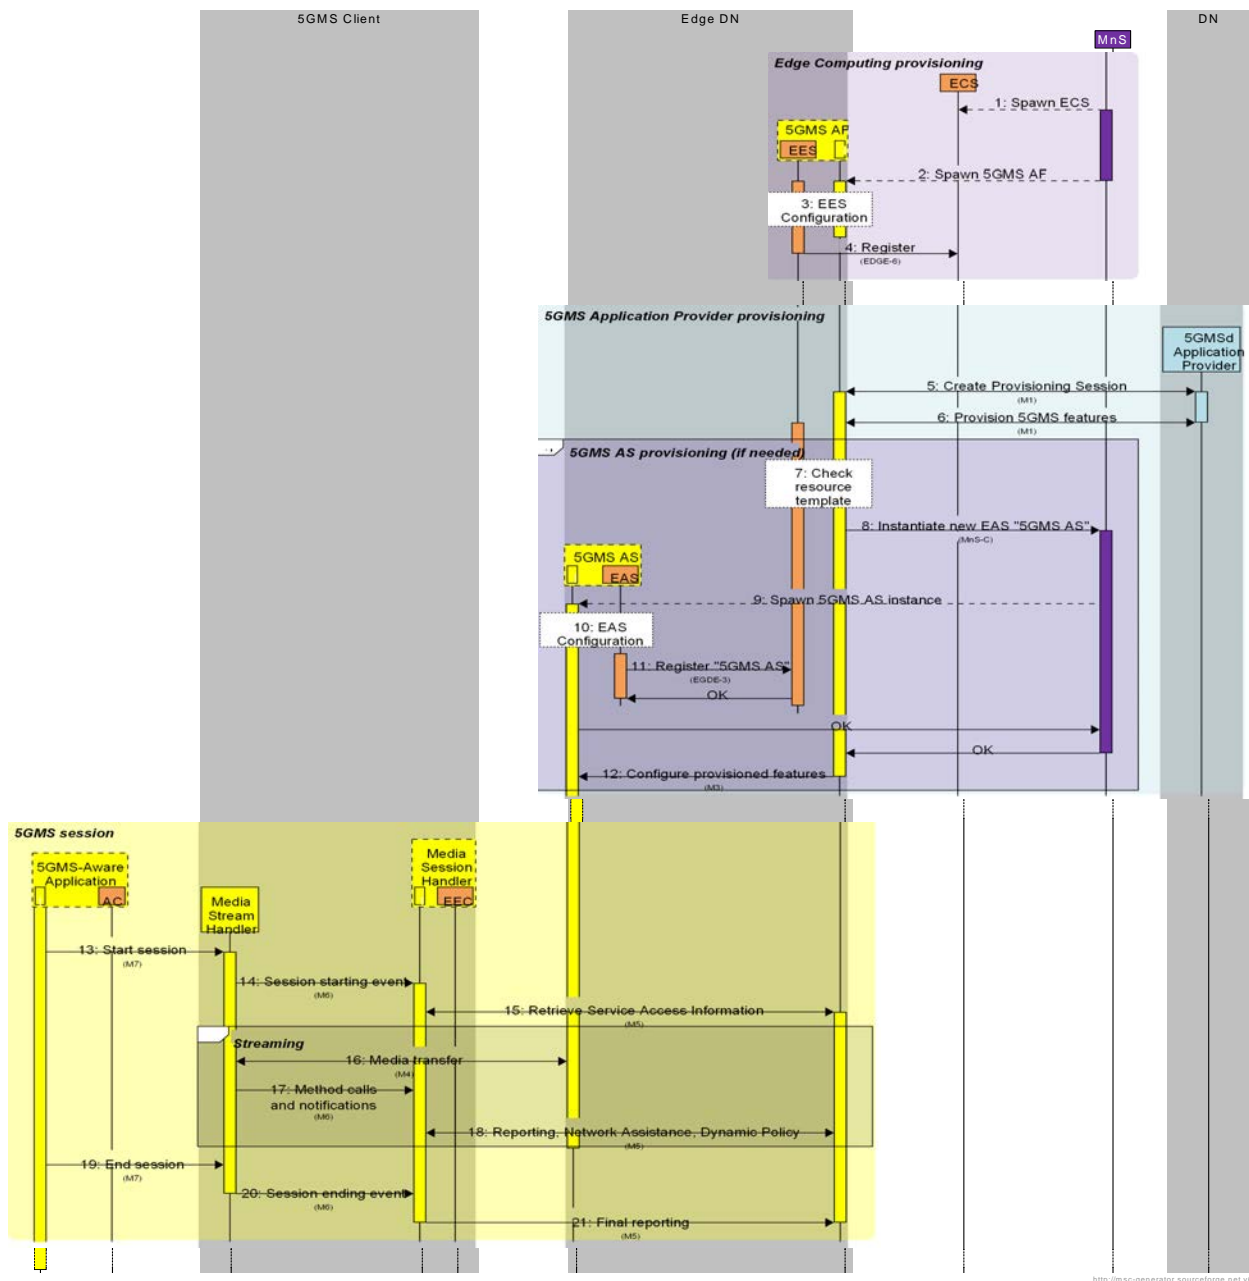 5GMS Client
Edge DN
DN
MnS
Edge Computing provisioning
ECS
1: Spawn ECS
5GMS AF
EES
2: Spawn 5GMS AF
3: EES
Configuration
4: Register
(EDGE-6)
5GMS Application Provider provisioning
5GMSd
Application
Provider
5: Create Provisioning Session
(M1)
6: Provision 5GMS features
(M1)
5GMS AS provisioning (if needed)
7: Check
resource
template
8: Instantiate new EAS "5GMS AS"
(MnS-C)
5GMS AS
EAS
9: Spawn 5GMS AS instance
10: EAS
Configuration
11: Register "5GMS AS"
(EGDE-3)
OK
OK
OK
12: Configure provisioned features
(M3)
5GMS session
5GMS-Aware
Application
AC
Media
Stream
Handler
Media
Session
Handler
EEC
13: Start session
(M7)
14: Session starting event
(M6)
15: Retrieve Service Access Information
(M5)
Streaming
16: Media transfer
(M4)
17: Method calls
and notifications
(M6)
18: Reporting, Network Assistance, Dynamic Policy
(M5)
19: End session
(M7)
20: Session ending event
(M6)
21: Final reporting
(M5)